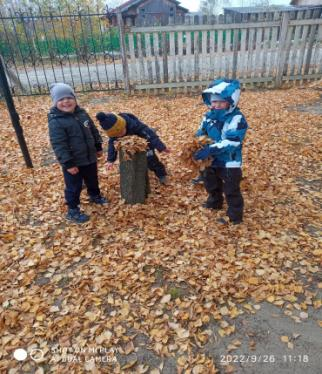 SHOT ON MI PLAY
AI DUAL CAMERA
2022/9/26 11:18